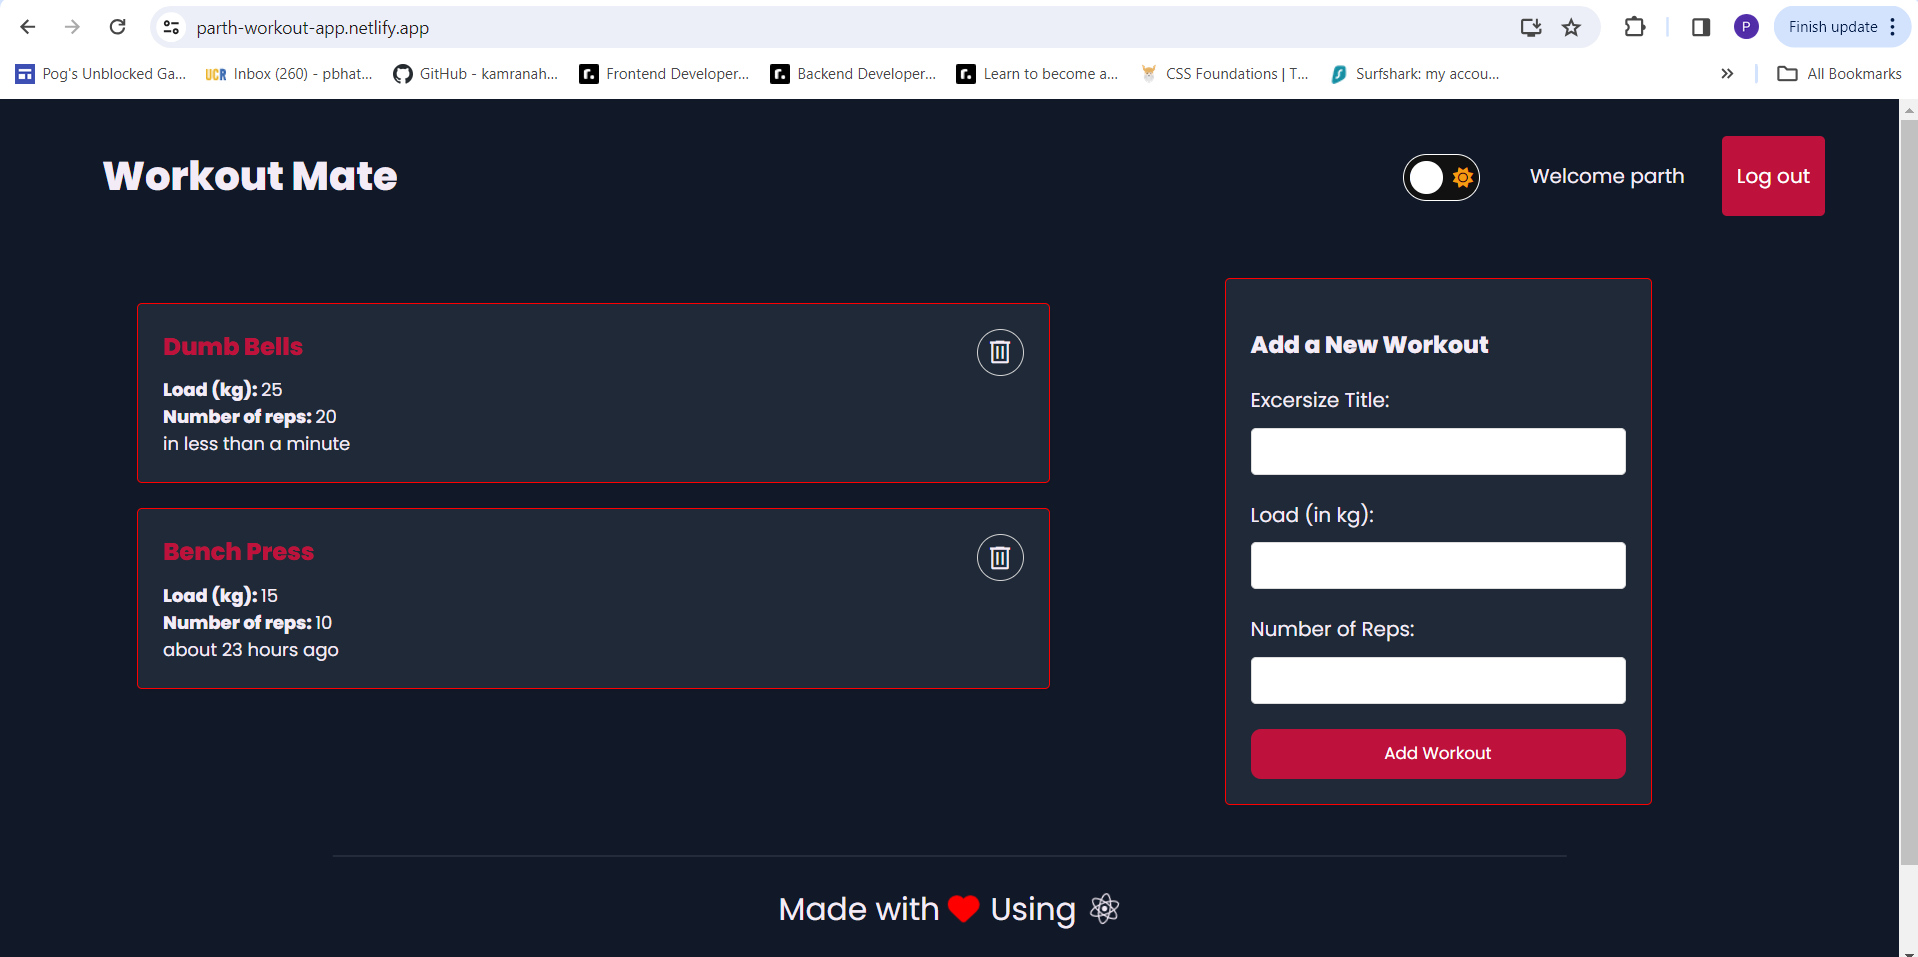 parth-workout-app.netlify.app
P
Finish update
Pog's Unblocked Ga...
UCR Inbox (260) - pbhat...
GitHub - kamranah...
r. Frontend Developer...
r. Backend Developer...
r. Learn to become a...
CSS Foundations | T...
Surfshark: my accou...
All Bookmarks
Workout Mate
Welcome parth
Log out
Dumb Bells
Load (kg): 25
Number of reps: 20
in less than a minute
Bench Press
Load (kg): 15
Number of reps: 10
about 23 hours ago
Add a New Workout
Excersize Title:
Load (in kg):
Number of Reps:
Add Workout
Made with Using